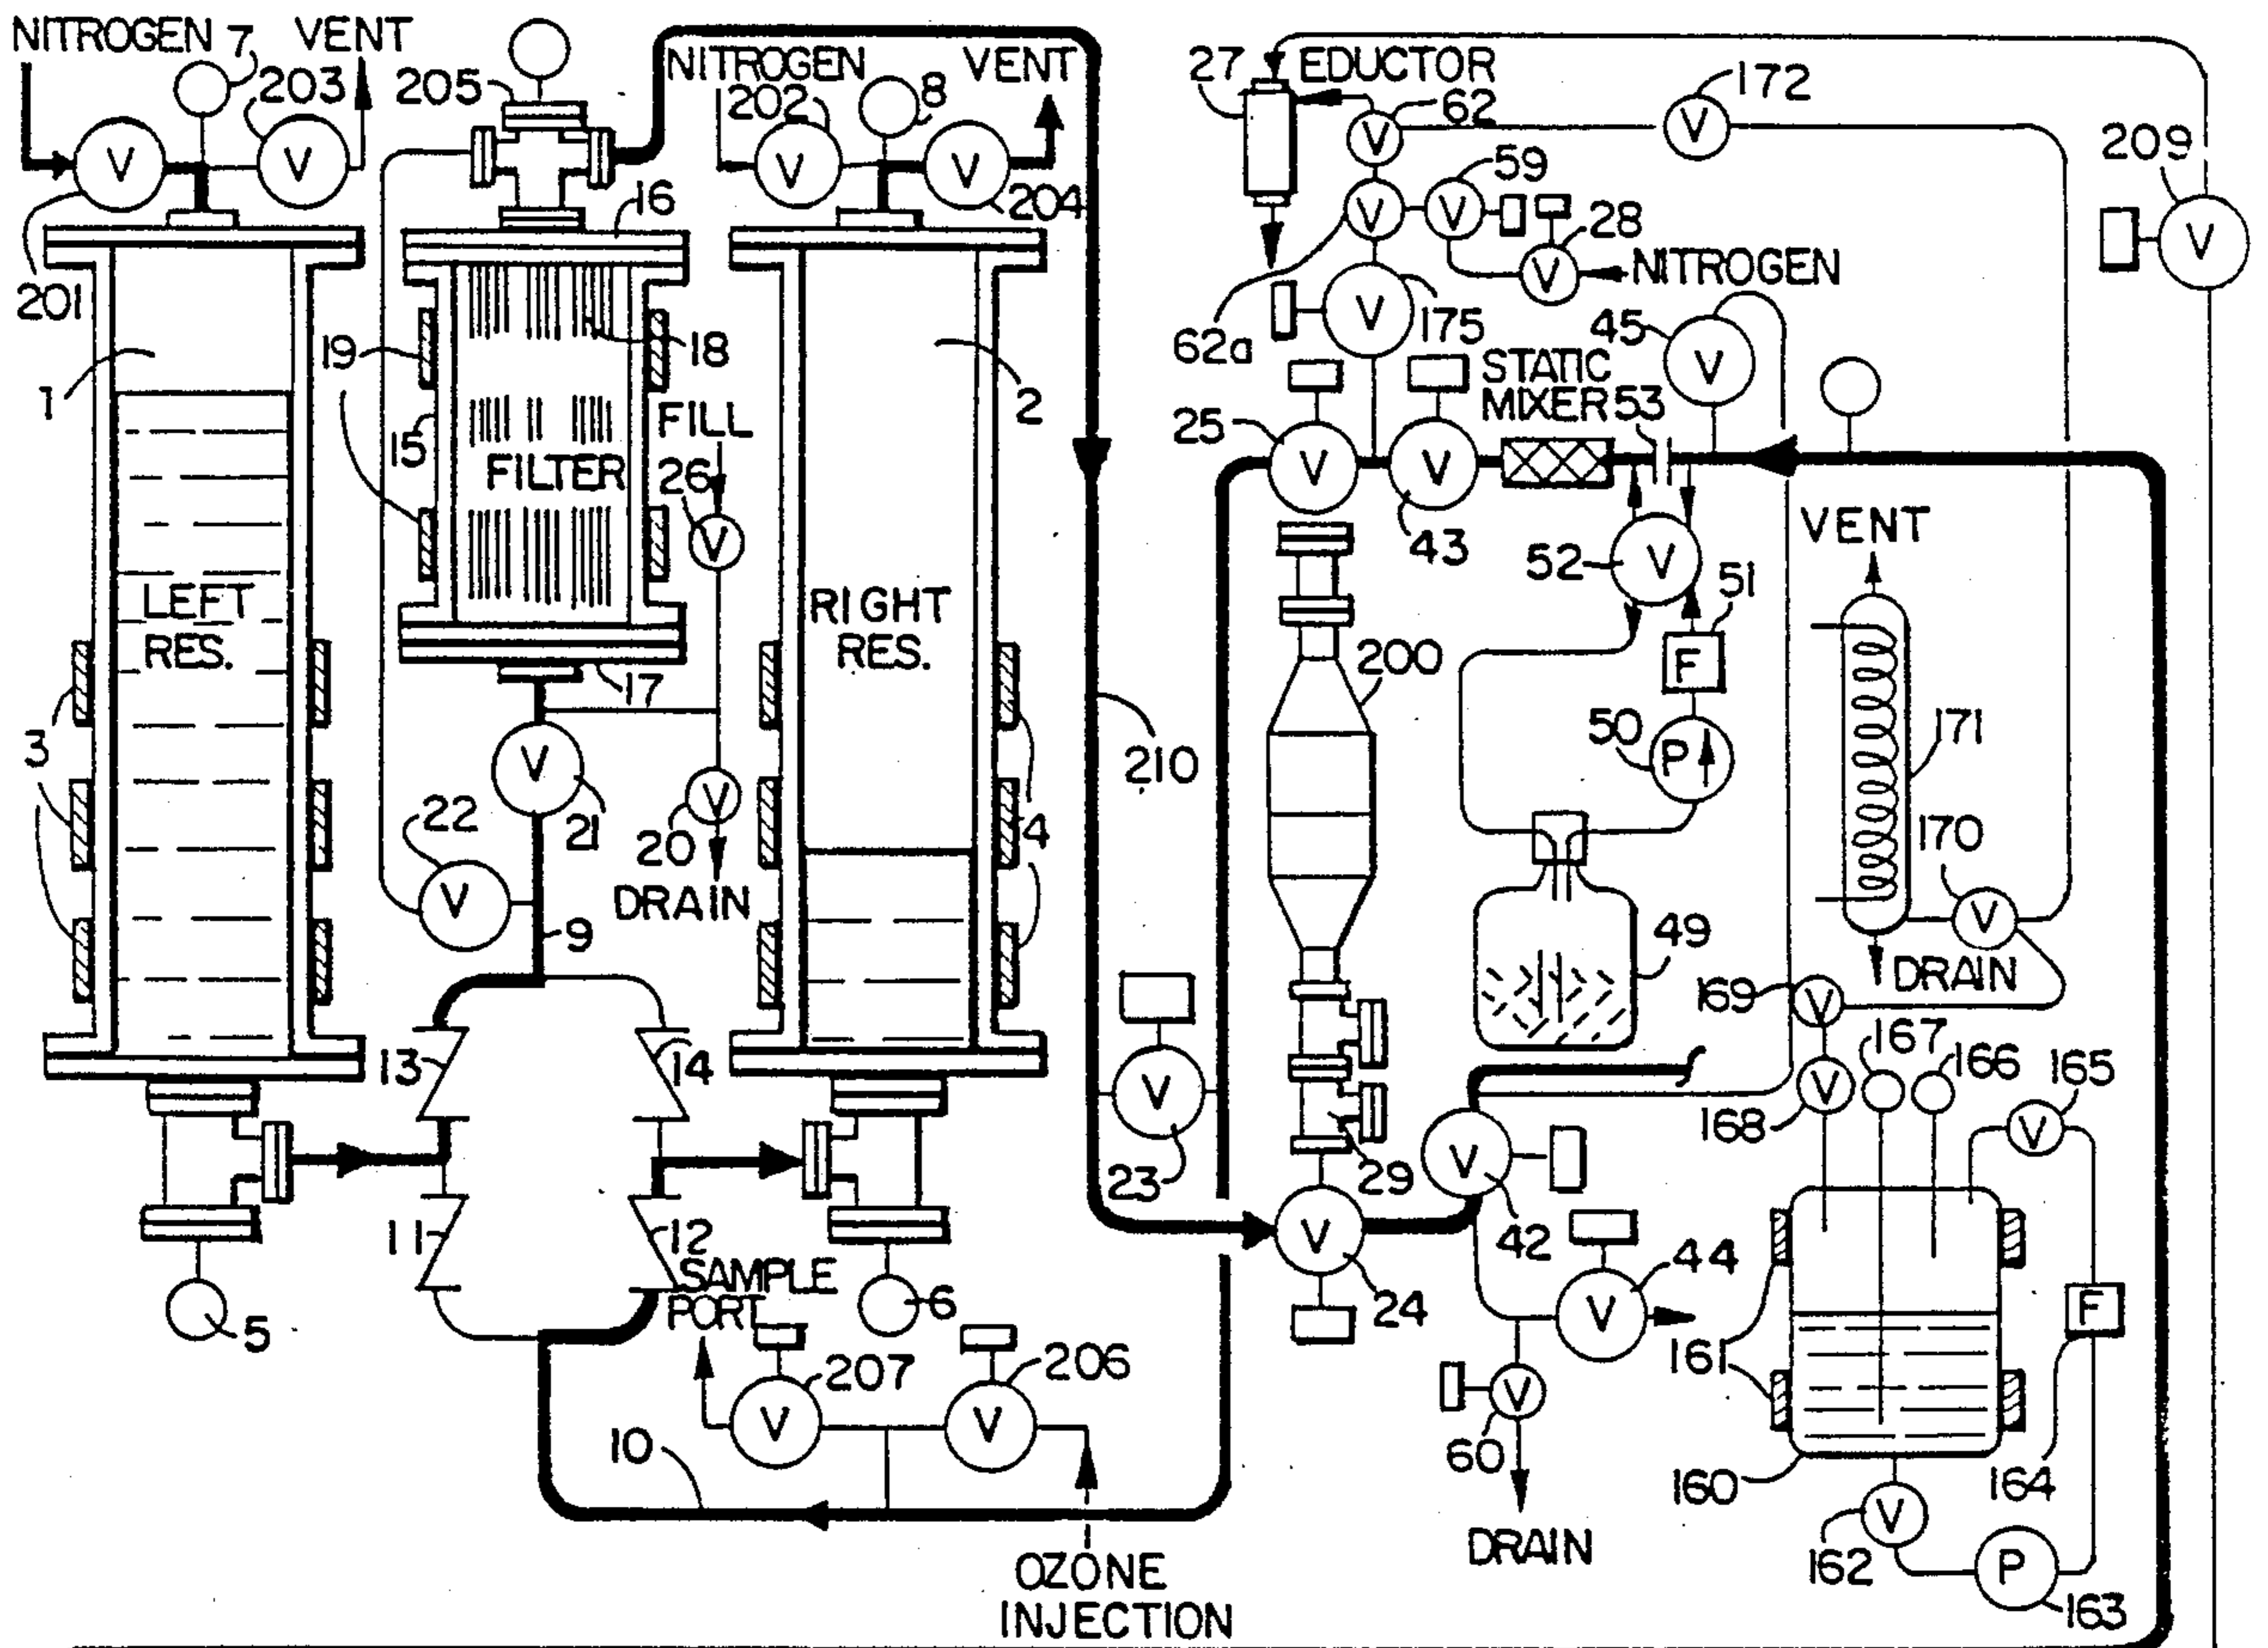 NITROGEN 7 VENT
203
205
NITROGEN
VENT
202
8
27
EDUCTOR
62
172
209
V
V
V
V
V
V
V
59
16
204
V
V
28
V
201
V
NITROGEN
62a
V
175
45
V
1
19
18
15
FILTER
FILL
26
V
2
25
V
V
43
STATIC
MIXER 53
52
V
51
F
VENT
LEFT
RES.
RIGHT
RES.
17
200
50
P
171
3
V
21
V
20
DRAIN
4
210
22
V
9
49
170
V
DRAIN
169
V
13
14
23
V
29
V
42
168
V
167
166
165
V
11
12
SAMPLE
PORT
5
6
V
24
V
44
161
F
164
207
V
206
V
V
60
DRAIN
160
V
162
P
163
10
OZONE
INJECTION